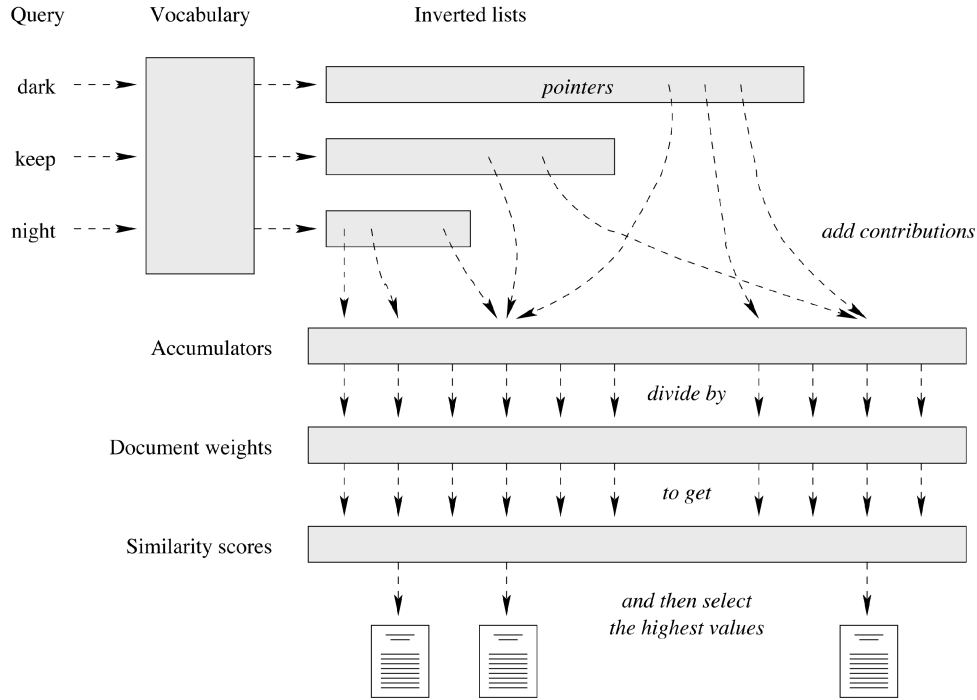 Query
Vocabulary
Inverted lists
dark
pointers
keep
night
add contributions
Accumulators
divide by
Document weights
to get
Similarity scores
and then select
the highest values